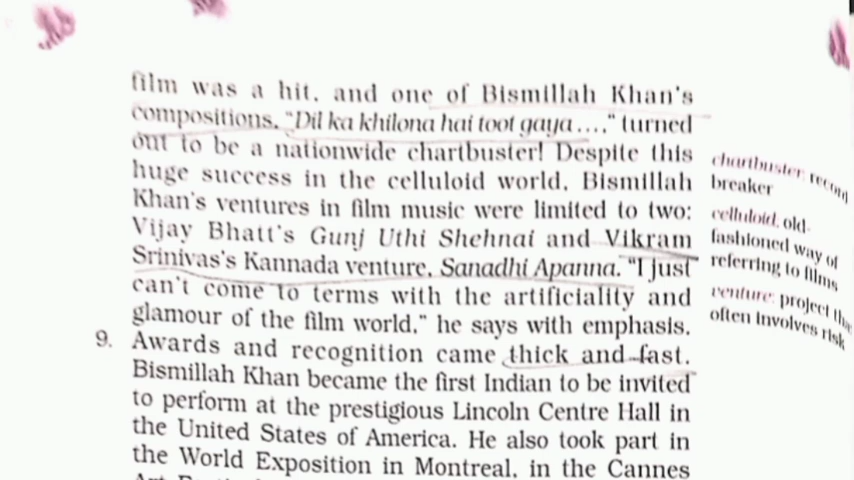 film was a hit, and one of Bismillah Khan's
compositions, "Dil ka khilona hai toot gaya ....," turned
out to be a nationwide chartbuster! Despite this
huge success in the celluloid world, Bismillah
Khan's ventures in film music were limited to two:
Vijay Bhatt's Gunj Uthi Shehnai and Vikram
Srinivas's Kannada venture, Sanadhi Apanna. "I just
can't come to terms with the artificiality and
glamour of the film world," he says with emphasis.
9. Awards and recognition came thick and fast.
Bismillah Khan became the first Indian to be invited
to perform at the prestigious Lincoln Centre Hall in
the United States of America. He also took part in
the World Exposition in Montreal, in the Cannes
chartbuster: record
breaker
celluloid: old-
fashioned way of
referring to films
venture: project
often involves risk